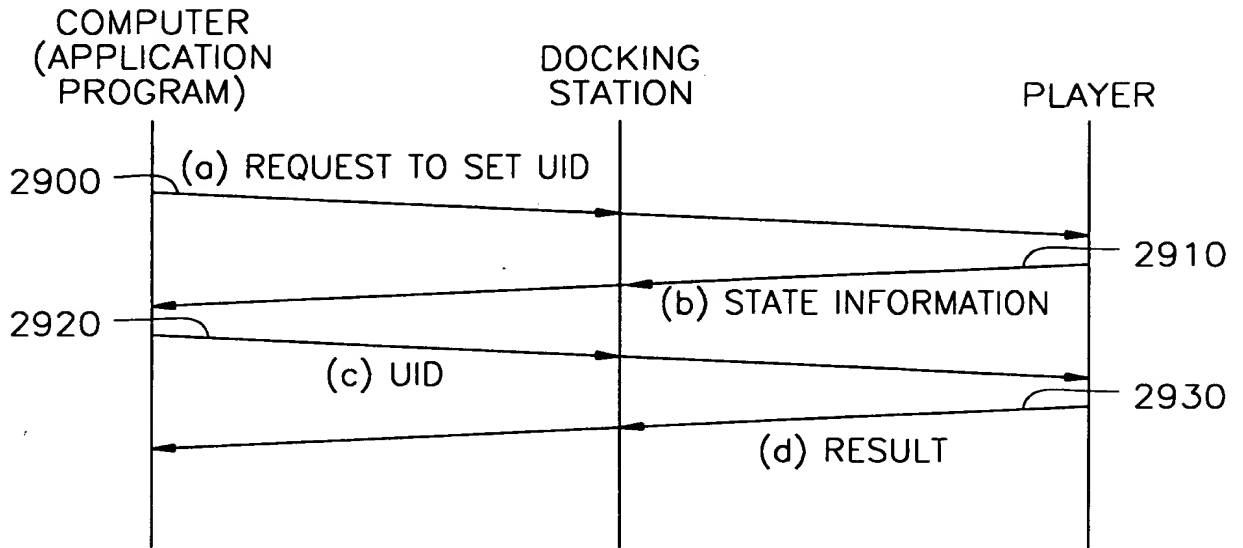 COMPUTER
(APPLICATION
PROGRAM)
DOCKING
STATION
PLAYER
(a) REQUEST TO SET UID
2900
2910
(b) STATE INFORMATION
2920
(c) UID
2930
(d) RESULT